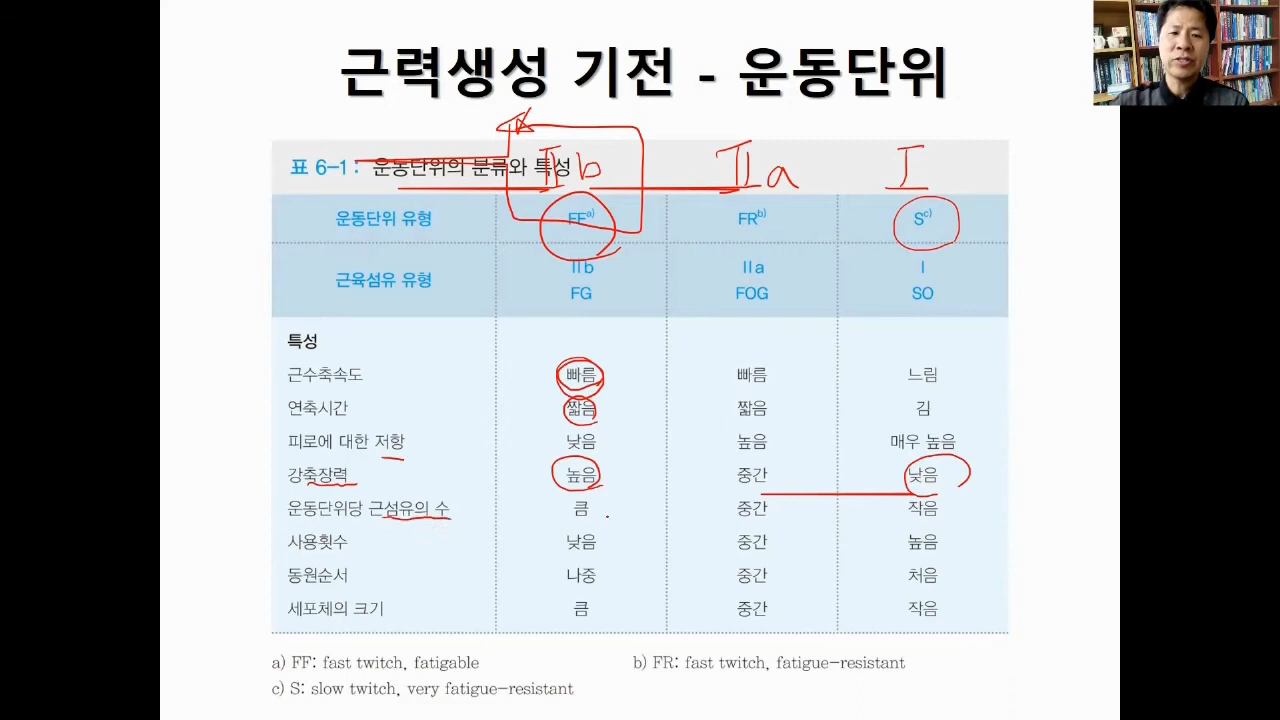 근력생성 기전 - 운동단위
표 6-1 : 운동단위의 분류와 특성
IIb IIa I
운동단위 유형 FFa) FRb) Sc)
근육섬유 유형 IIb IIa I
FG FOG SO
특성
근수축속도 빠름 빠름 느림
연축시간 짧음 짧음 김
피로에 대한 저항 낮음 높음 매우 높음
강축장력 높음 중간 낮음
운동단위당 근섬유의 수 큼 중간 작음
사용횟수 낮음 중간 높음
동원순서 나중 중간 처음
세포체의 크기 큼 중간 작음
a) FF: fast twitch, fatigable b) FR: fast twitch, fatigue-resistant
c) S: slow twitch, very fatigue-resistant